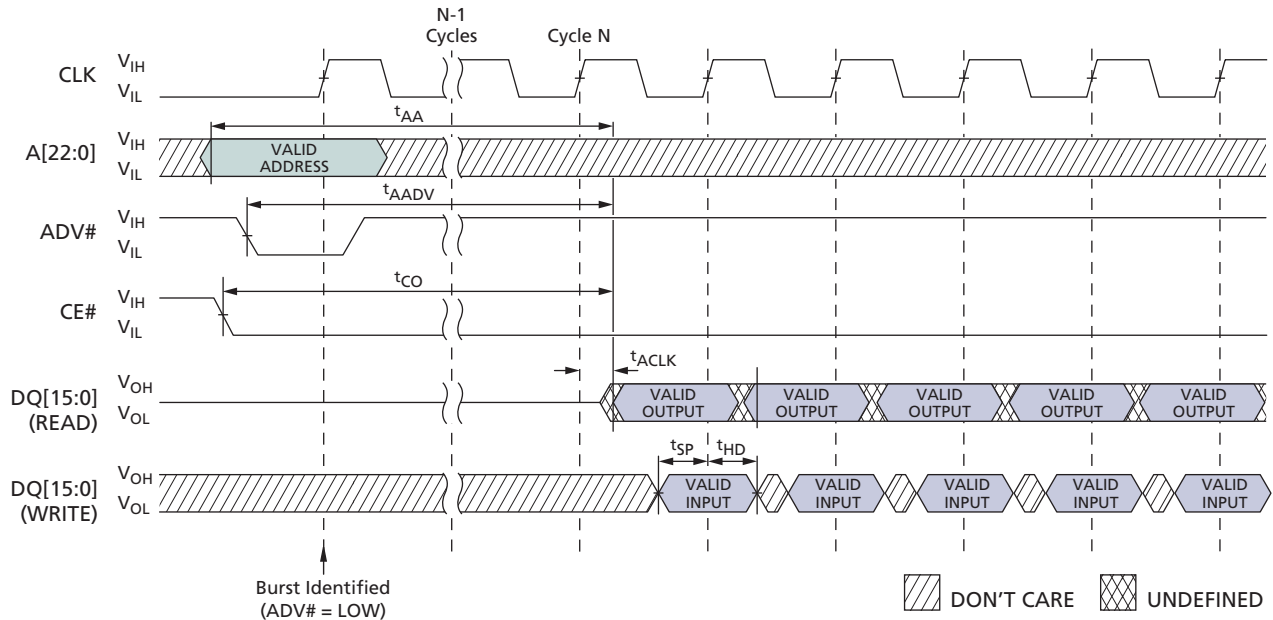 N-1
Cycles
Cycle N
CLK
VIH
VIL
tAA
A[22:0]
VIH
VIL
VALID
ADDRESS
tAADV
ADV#
VIH
VIL
tCO
CE#
VIH
VIL
tACLK
DQ[15:0]
(READ)
VOH
VOL
VALID
OUTPUT
VALID
OUTPUT
VALID
OUTPUT
VALID
OUTPUT
VALID
OUTPUT
tSP
tHD
DQ[15:0]
(WRITE)
VOH
VOL
VALID
INPUT
VALID
INPUT
VALID
INPUT
VALID
INPUT
VALID
INPUT
Burst Identified
(ADV# = LOW)
DON'T CARE
UNDEFINED